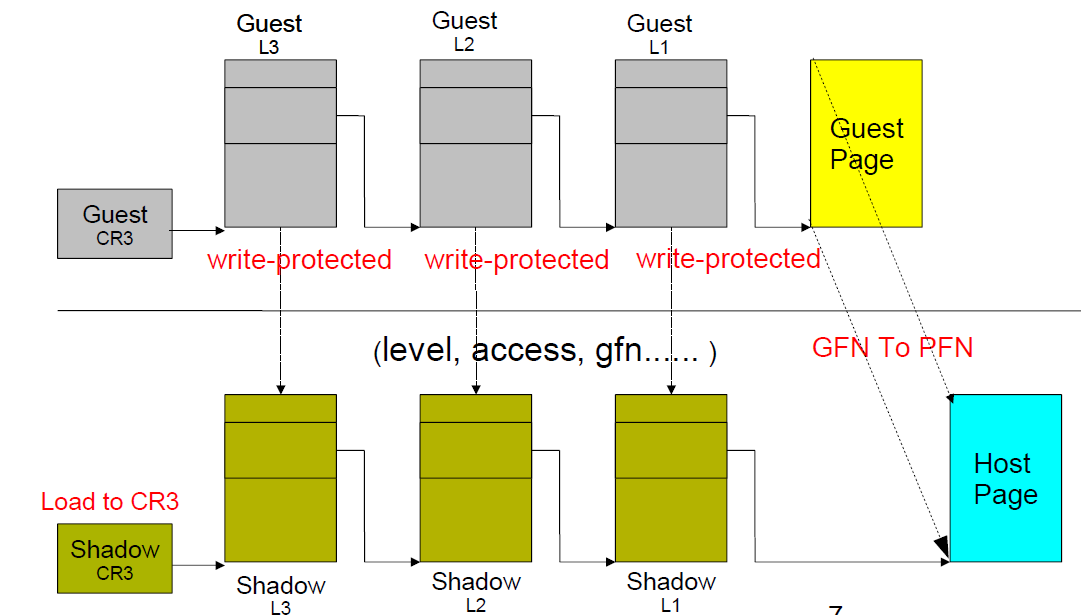 Guest
L3
Guest
L2
Guest
L1
Guest
Page
Guest
CR3
write-protected
write-protected
write-protected
(level, access, gfn...... )
GFN To PFN
Load to CR3
Shadow
CR3
Host
Page
Shadow
L3
Shadow
L2
Shadow
L1